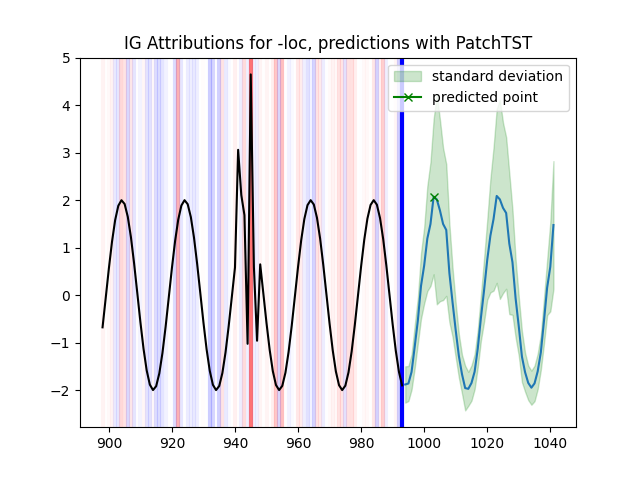 IG Attributions for -loc, predictions with PatchTST
standard deviation
predicted point
5
4
3
2
1
0
−1
−2
900 920 940 960 980 1000 1020 1040